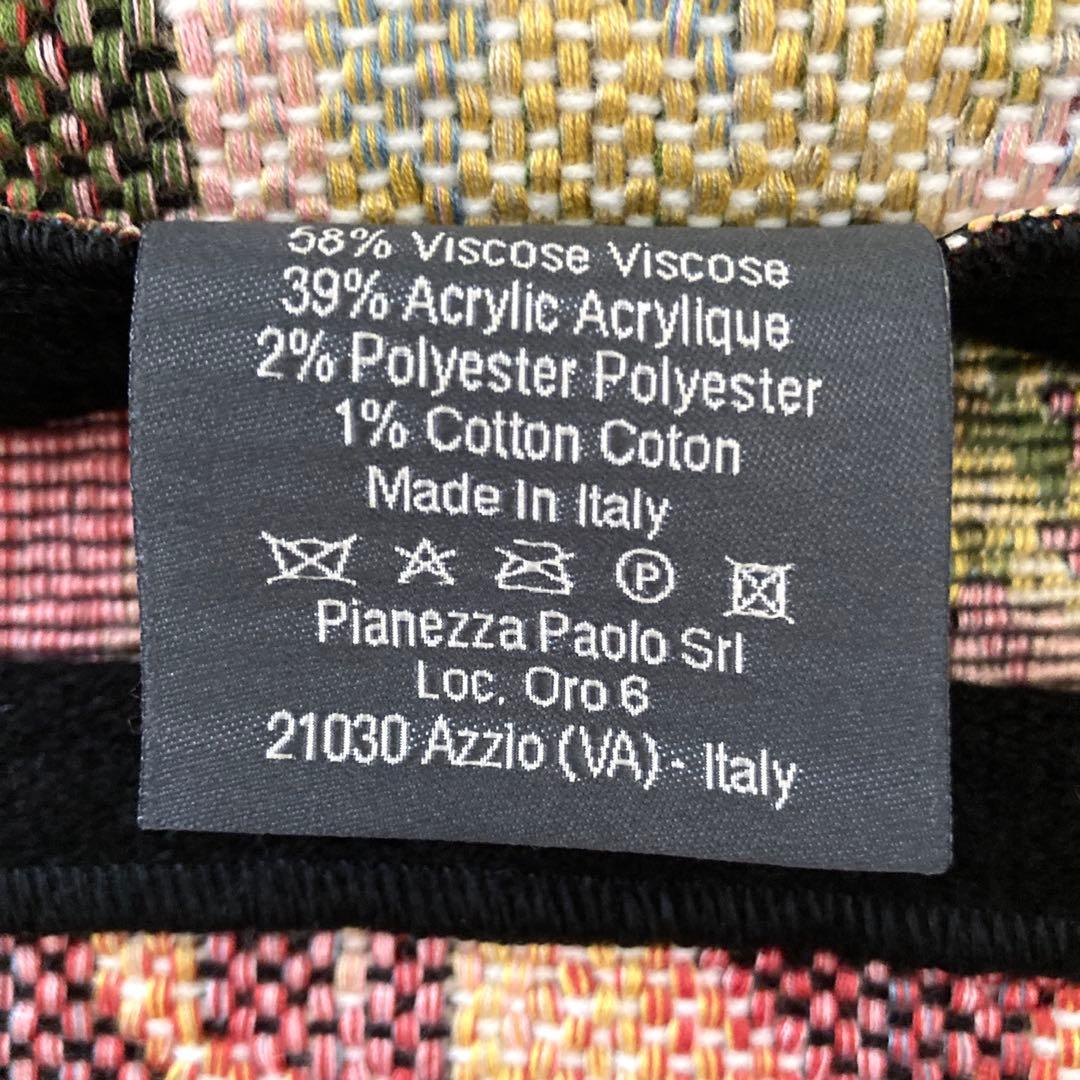 58% Viscose Viscose
39% Acrylic Acrylique
2% Polyester Polyester
1% Cotton Coton
Made In Italy
P
Pianezza Paolo Srl
Loc. Oro 6
21030 Azzio (VA) - Italy